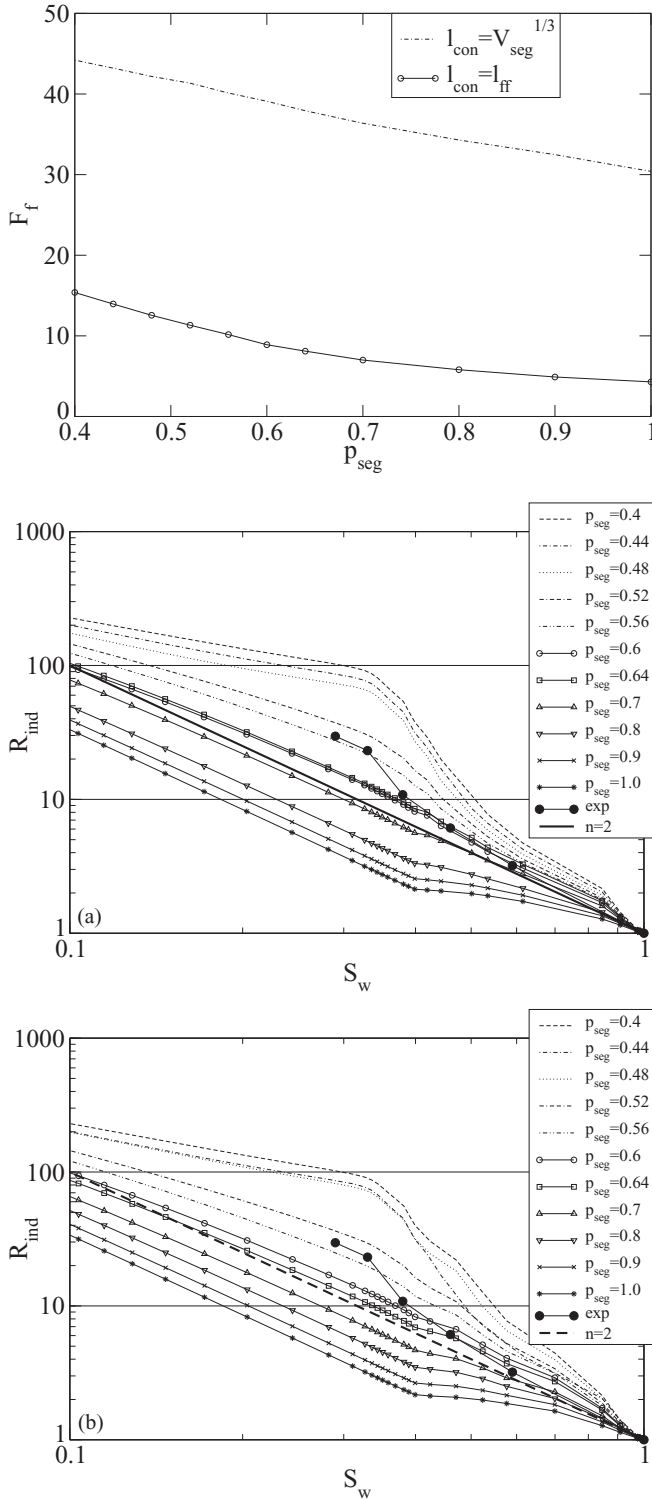 50
40
30
20
10
0
F_f
l_con=V_seg^1/3
l_con=l_ff
0.4
0.5
0.6
0.7
0.8
0.9
1
p_seg
1000
100
10
1
R_ind
p_seg=0.4
p_seg=0.44
p_seg=0.48
p_seg=0.52
p_seg=0.56
p_seg=0.6
p_seg=0.64
p_seg=0.7
p_seg=0.8
p_seg=0.9
p_seg=1.0
exp
n=2
(a)
0.1
1
S_w
1000
100
10
1
R_ind
p_seg=0.4
p_seg=0.44
p_seg=0.48
p_seg=0.52
p_seg=0.56
p_seg=0.6
p_seg=0.64
p_seg=0.7
p_seg=0.8
p_seg=0.9
p_seg=1.0
exp
n=2
(b)
0.1
1
S_w